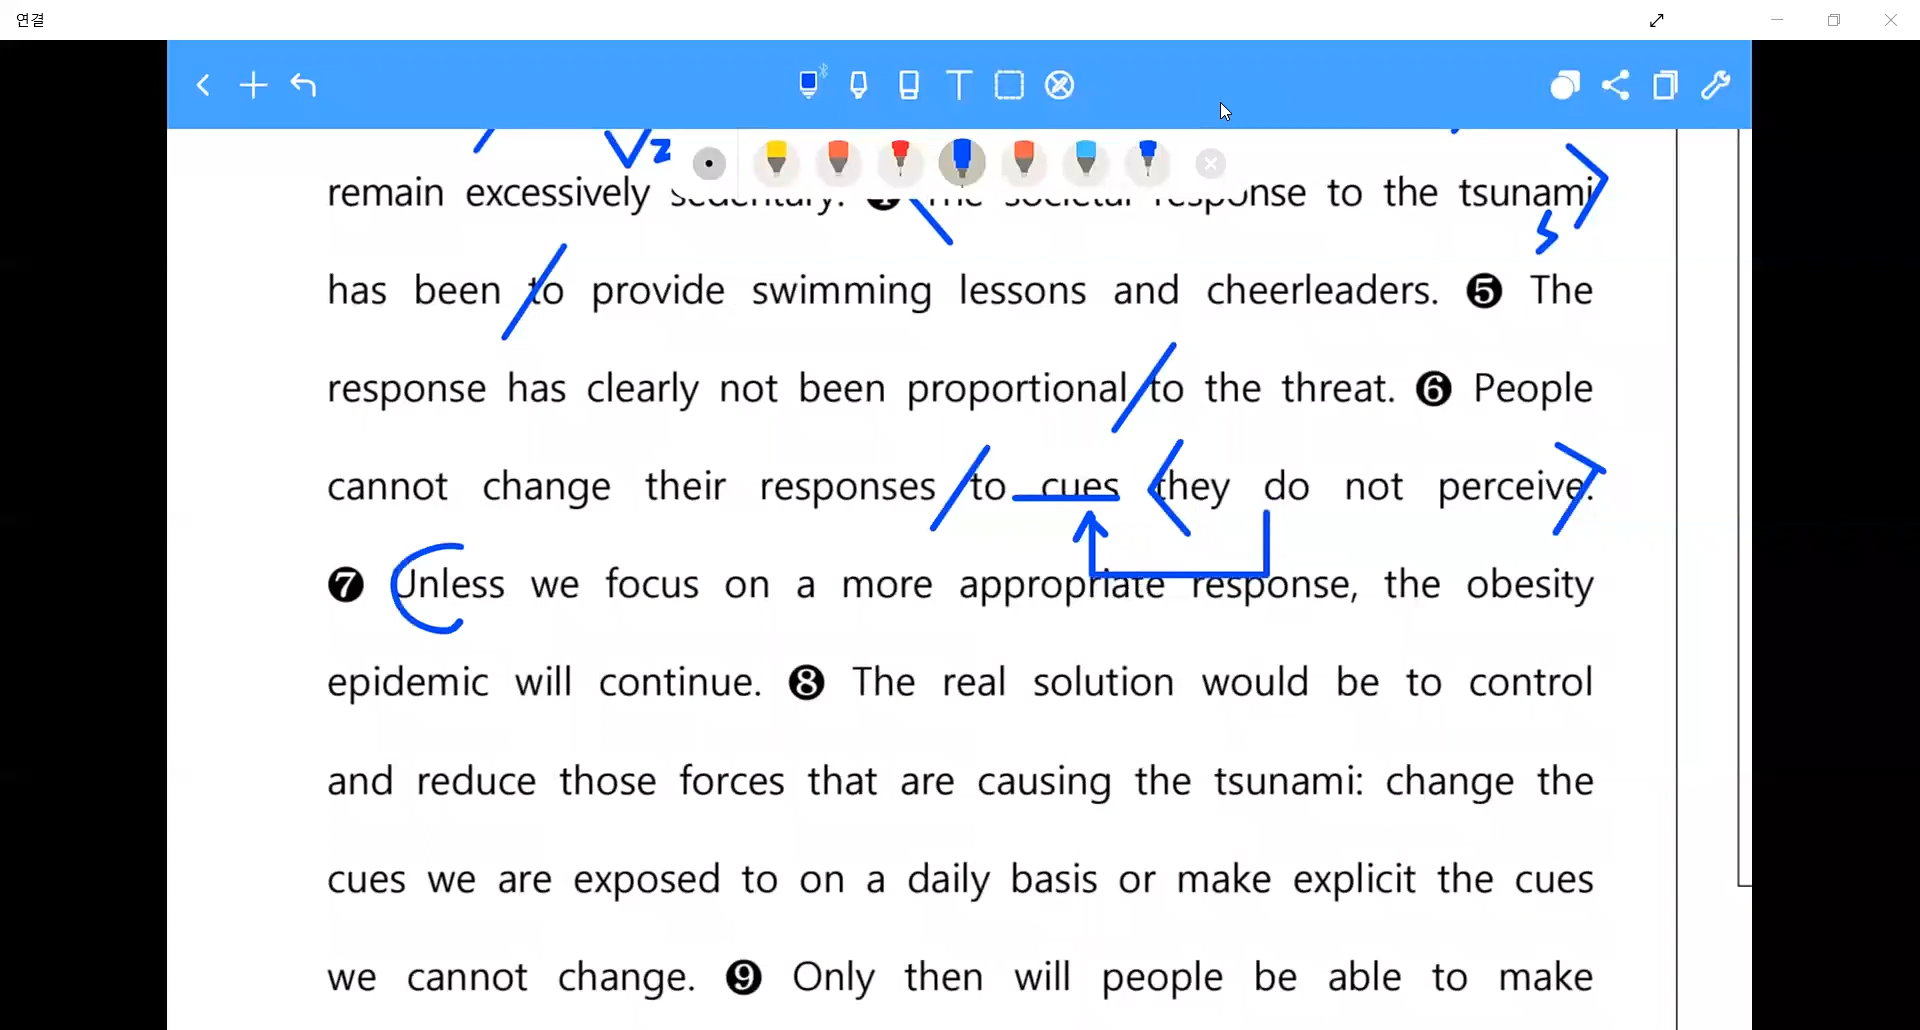 연결
remain excessively sedentary. ❹ The societal response to the tsunami
has been to provide swimming lessons and cheerleaders. ❺ The
response has clearly not been proportional to the threat. ❻ People
cannot change their responses to cues they do not perceive.
❼ Unless we focus on a more appropriate response, the obesity
epidemic will continue. ❽ The real solution would be to control
and reduce those forces that are causing the tsunami: change the
cues we are exposed to on a daily basis or make explicit the cues
we cannot change. ❾ Only then will people be able to make